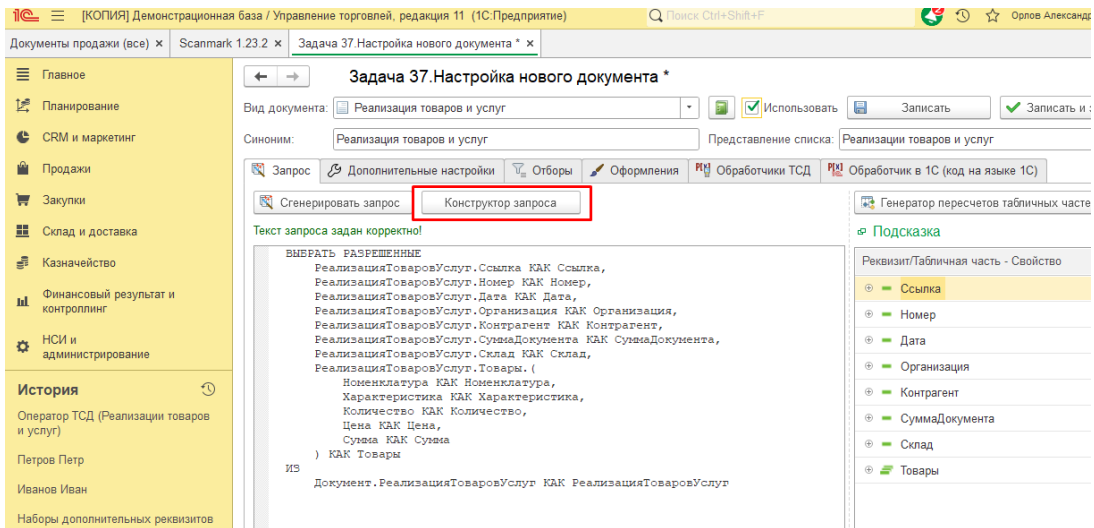 [КОПИЯ] Демонстрационная база / Управление торговлей, редакция 11 (1С:Предприятие)
Поиск Ctrl+Shift+F
2
Орлов Александр
Документы продажи (все) ×
Scanmark 1.23.2 ×
Задача 37.Настройка нового документа * ×
Главное
Планирование
CRM и маркетинг
Продажи
Закупки
Склад и доставка
Казначейство
Финансовый результат и
контроллинг
НСИ и
администрирование
История
Оператор ТСД (Реализации товаров
и услуг)
Петров Петр
Иванов Иван
Наборы дополнительных реквизитов
Задача 37.Настройка нового документа *
Вид документа: Реализация товаров и услуг
Использовать
Записать
Записать и
Синоним: Реализация товаров и услуг
Представление списка: Реализации товаров и услуг
Запрос
Дополнительные настройки
Отборы
Оформления
Обработчики ТСД
Обработчик в 1С (код на языке 1С)
Сгенерировать запрос
Конструктор запроса
Генератор пересчетов табличных часте
Текст запроса задан корректно!
ВЫБРАТЬ РАЗРЕШЕННЫЕ
РеализацияТоваровУслуг.Ссылка КАК Ссылка,
РеализацияТоваровУслуг.Номер КАК Номер,
РеализацияТоваровУслуг.Дата КАК Дата,
РеализацияТоваровУслуг.Организация КАК Организация,
РеализацияТоваровУслуг.Контрагент КАК Контрагент,
РеализацияТоваровУслуг.СуммаДокумента КАК СуммаДокумента,
РеализацияТоваровУслуг.Склад КАК Склад,
РеализацияТоваровУслуг.Товары.(
Номенклатура КАК Номенклатура,
Характеристика КАК Характеристика,
Количество КАК Количество,
Цена КАК Цена,
Сумма КАК Сумма
) КАК Товары
ИЗ
Документ.РеализацияТоваровУслуг КАК РеализацияТоваровУслуг
Подсказка
Реквизит/Табличная часть - Свойство
Ссылка
Номер
Дата
Организация
Контрагент
СуммаДокумента
Склад
Товары